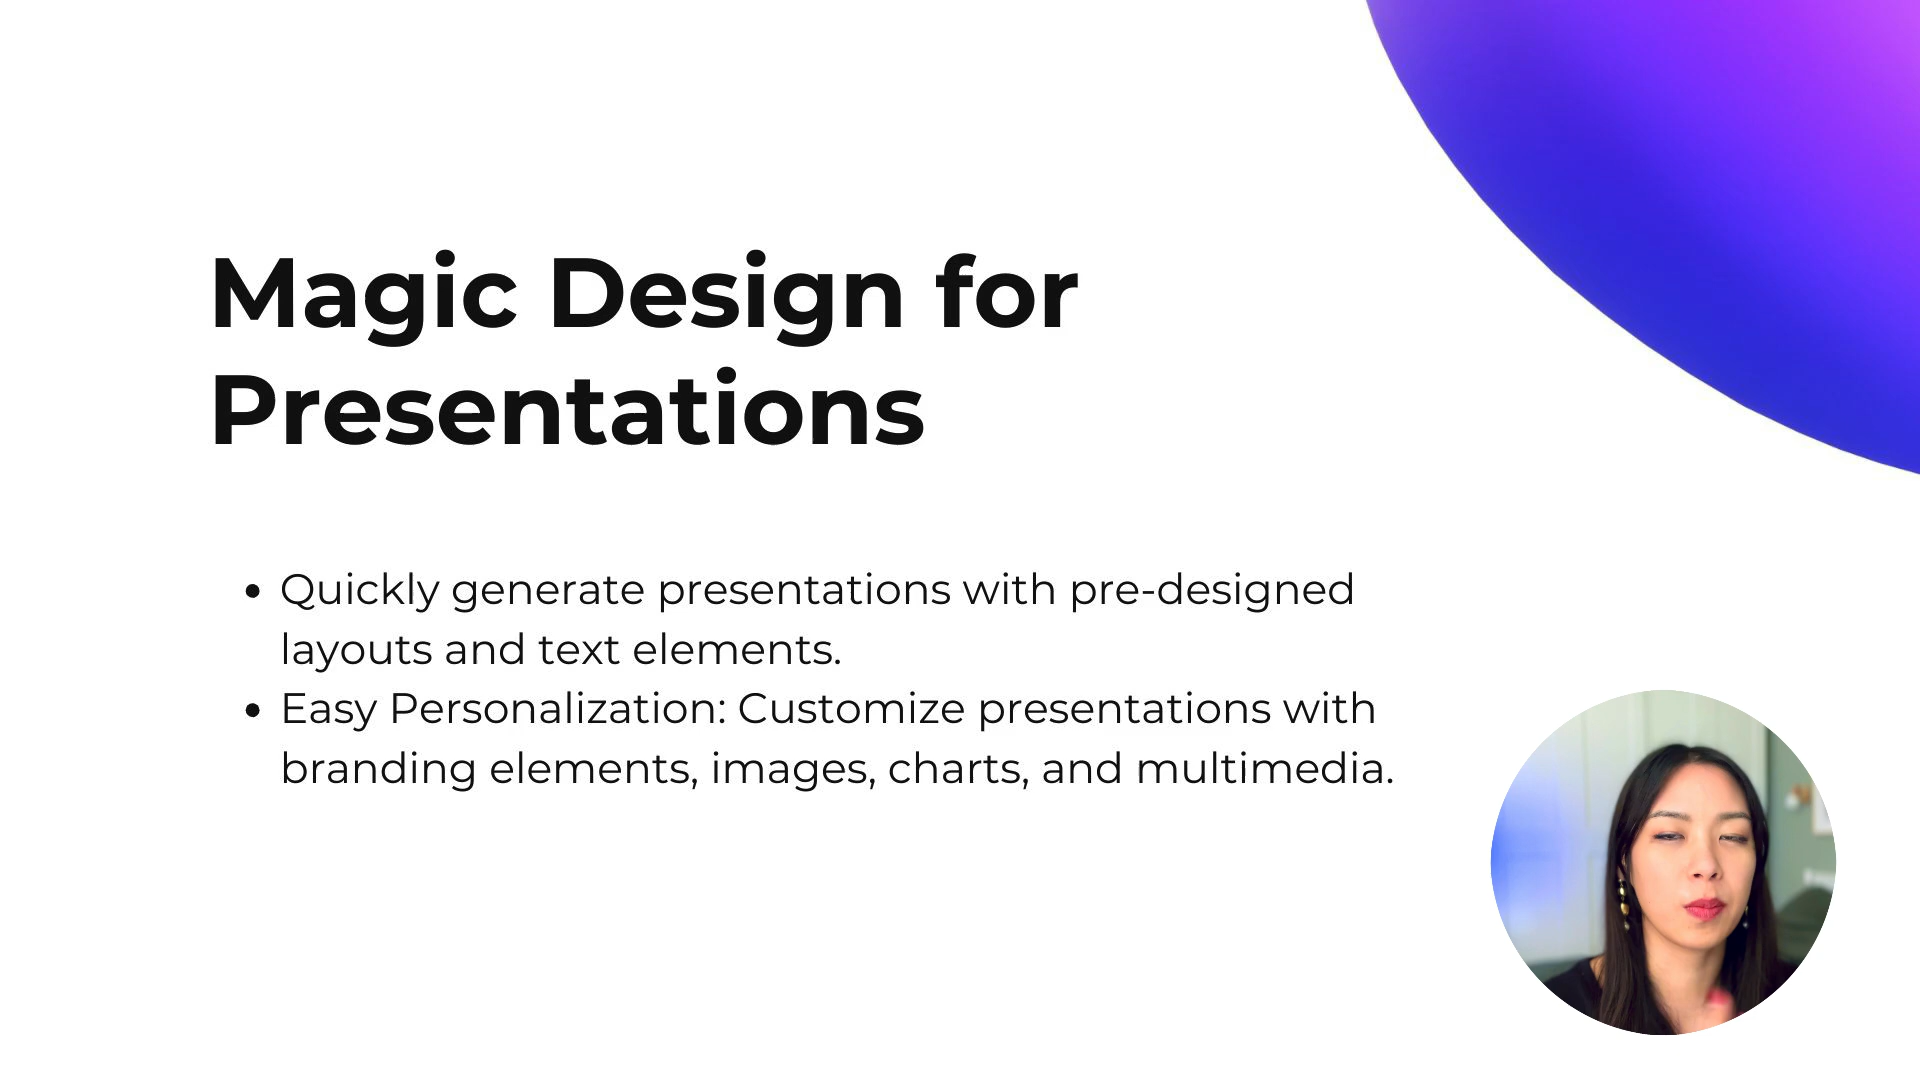 Magic Design for
Presentations
• Quickly generate presentations with pre-designed
layouts and text elements.
• Easy Personalization: Customize presentations with
branding elements, images, charts, and multimedia.